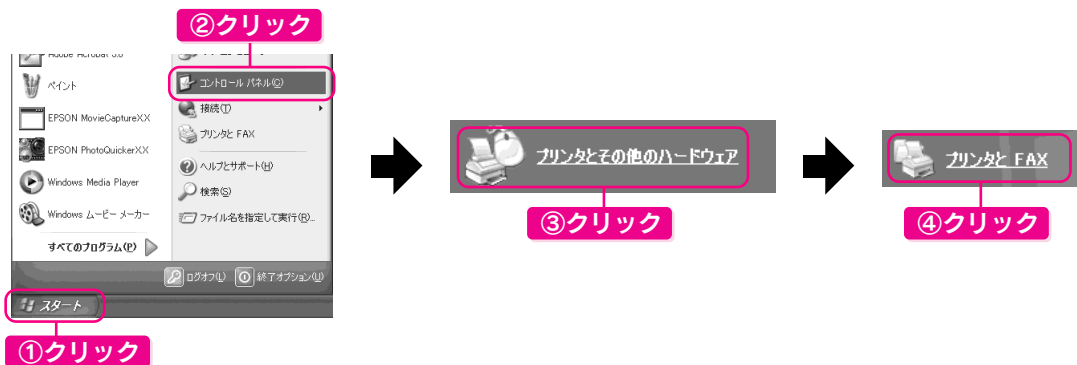 ②クリック
ペイント
EPSON MovieCaptureXX
EPSON PhotoQuickerXX
Windows Media Player
Windows ムービー メーカー
すべてのプログラム(P)
コントロール パネル(C)
接続(T)
プリンタと FAX
ヘルプとサポート(H)
検索(S)
ファイル名を指定して実行(R)...
ログオフ(L)
終了オプション(U)
スタート
①クリック
プリンタとその他のハードウェア
③クリック
プリンタと FAX
④クリック